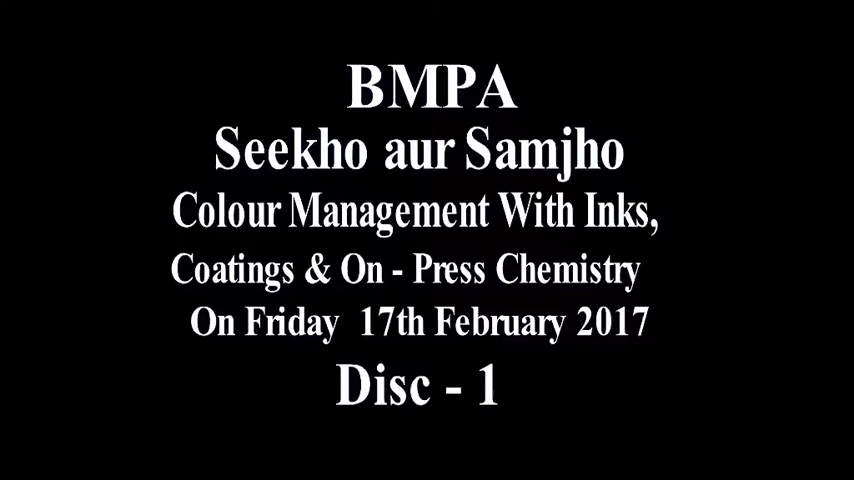 BMPA
Seekho aur Samjho
Colour Management With Inks,
Coatings & On - Press Chemistry
On Friday 17th February 2017
Disc - 1